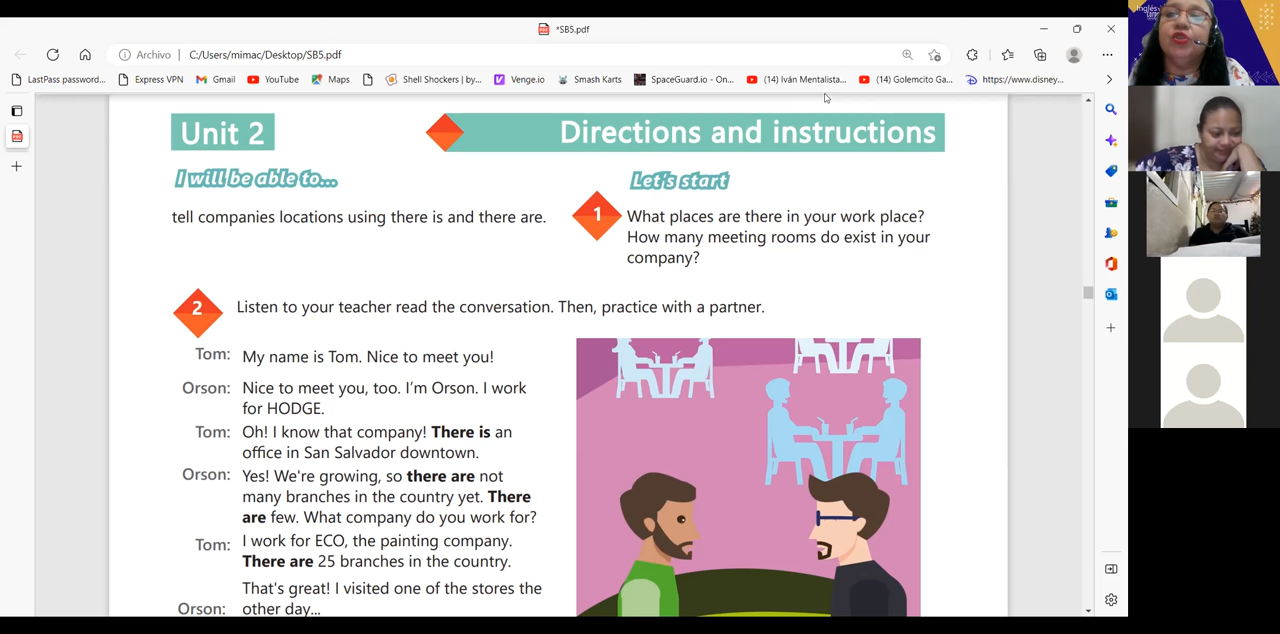 *SB5.pdf
Archivo
C:/Users/mimac/Desktop/SB5.pdf
LastPass password...
Express VPN
Gmail
YouTube
Maps
Shell Shockers | by...
Venge.io
Smash Karts
SpaceGuard.io - On...
(14) Iván Mentalista...
(14) Golemcito Ga...
https://www.disney...
Inglés
Unit 2
Directions and instructions
I will be able to...
tell companies locations using there is and there are.
Let's start
1
What places are there in your work place?
How many meeting rooms do exist in your
company?
2
Listen to your teacher read the conversation. Then, practice with a partner.
Tom: My name is Tom. Nice to meet you!
Orson: Nice to meet you, too. I'm Orson. I work
for HODGE.
Tom: Oh! I know that company! There is an
office in San Salvador downtown.
Orson: Yes! We're growing, so there are not
many branches in the country yet. There
are few. What company do you work for?
Tom: I work for ECO, the painting company.
There are 25 branches in the country.
That's great! I visited one of the stores the
Orson: other day...